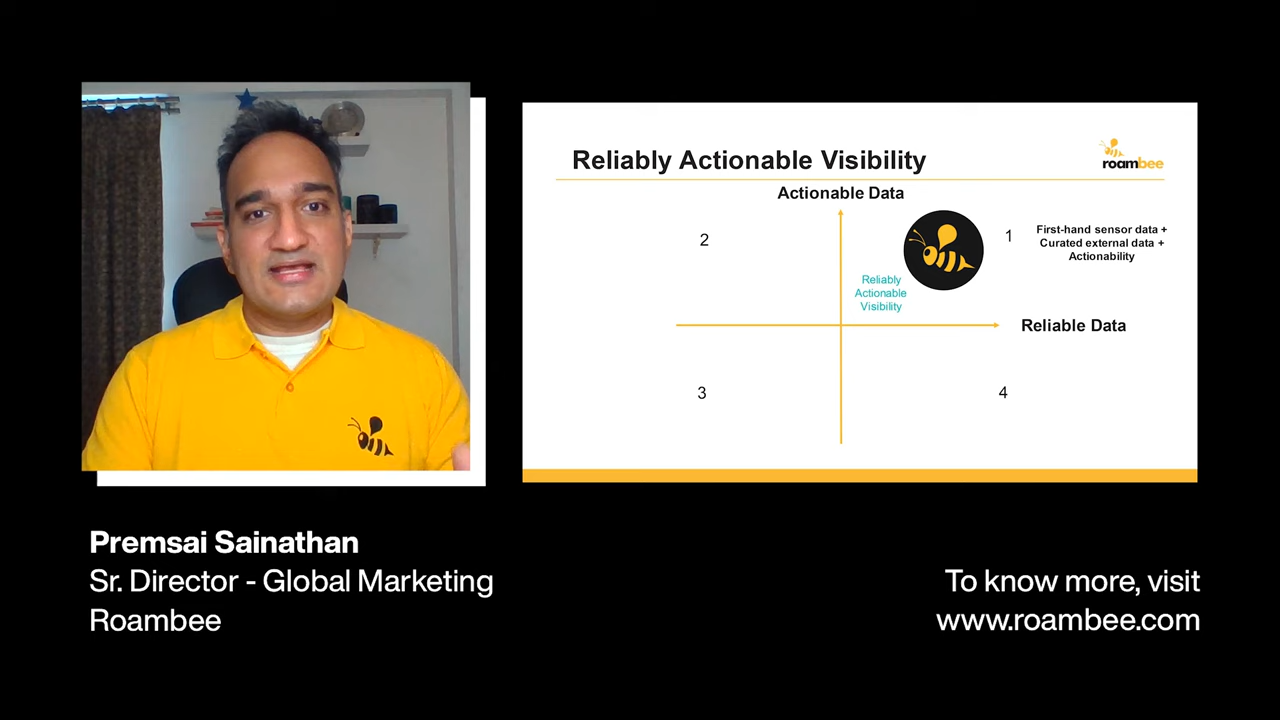 Reliably Actionable Visibility
roambee
Actionable Data
2
1
First-hand sensor data +
Curated external data +
Actionability
Reliably
Actionable
Visibility
Reliable Data
3
4
Premsai Sainathan
Sr. Director - Global Marketing
Roambee
To know more, visit
www.roambee.com